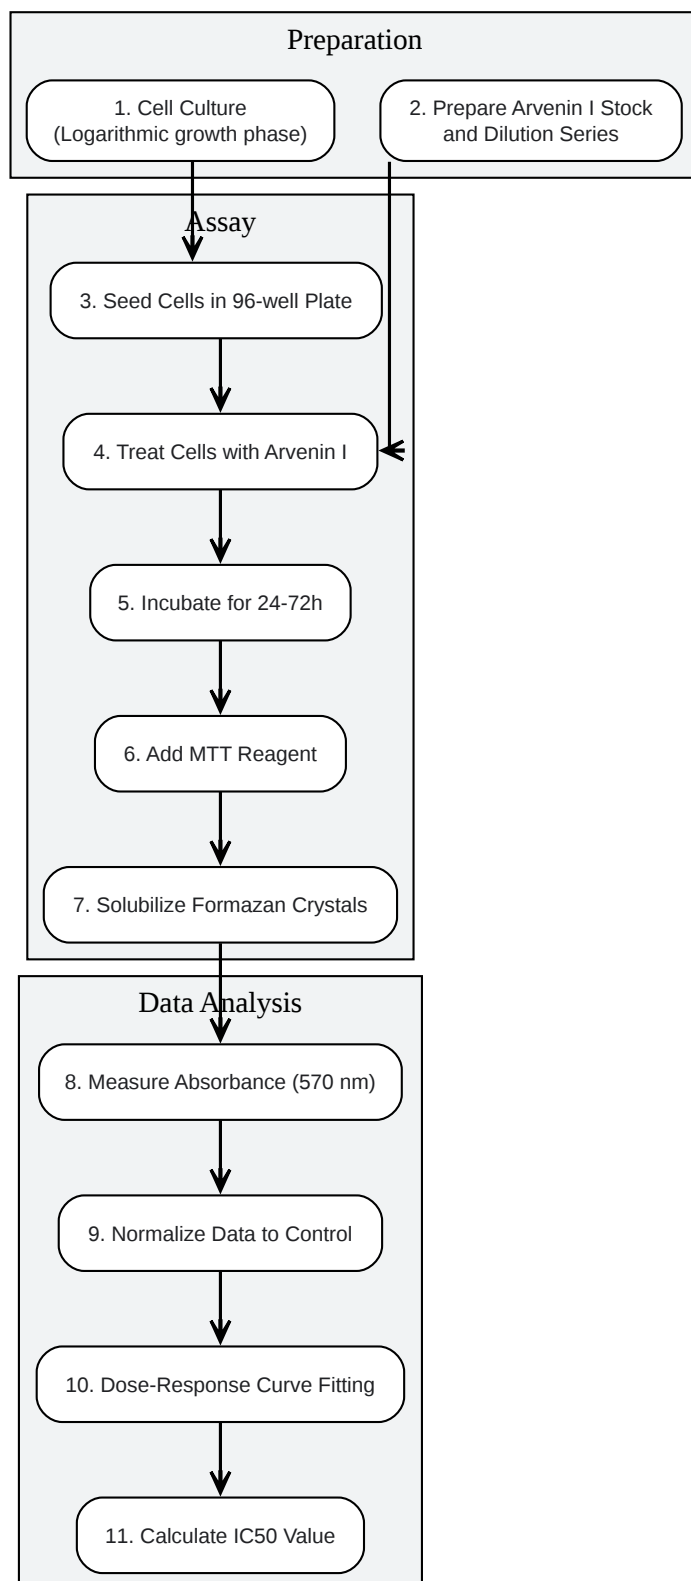 Preparation
1. Cell Culture
(Logarithmic growth phase)
2. Prepare Arvenin I Stock
and Dilution Series
Assay
3. Seed Cells in 96-well Plate
4. Treat Cells with Arvenin I
5. Incubate for 24-72h
6. Add MTT Reagent
7. Solubilize Formazan Crystals
Data Analysis
8. Measure Absorbance (570 nm)
9. Normalize Data to Control
10. Dose-Response Curve Fitting
11. Calculate IC50 Value